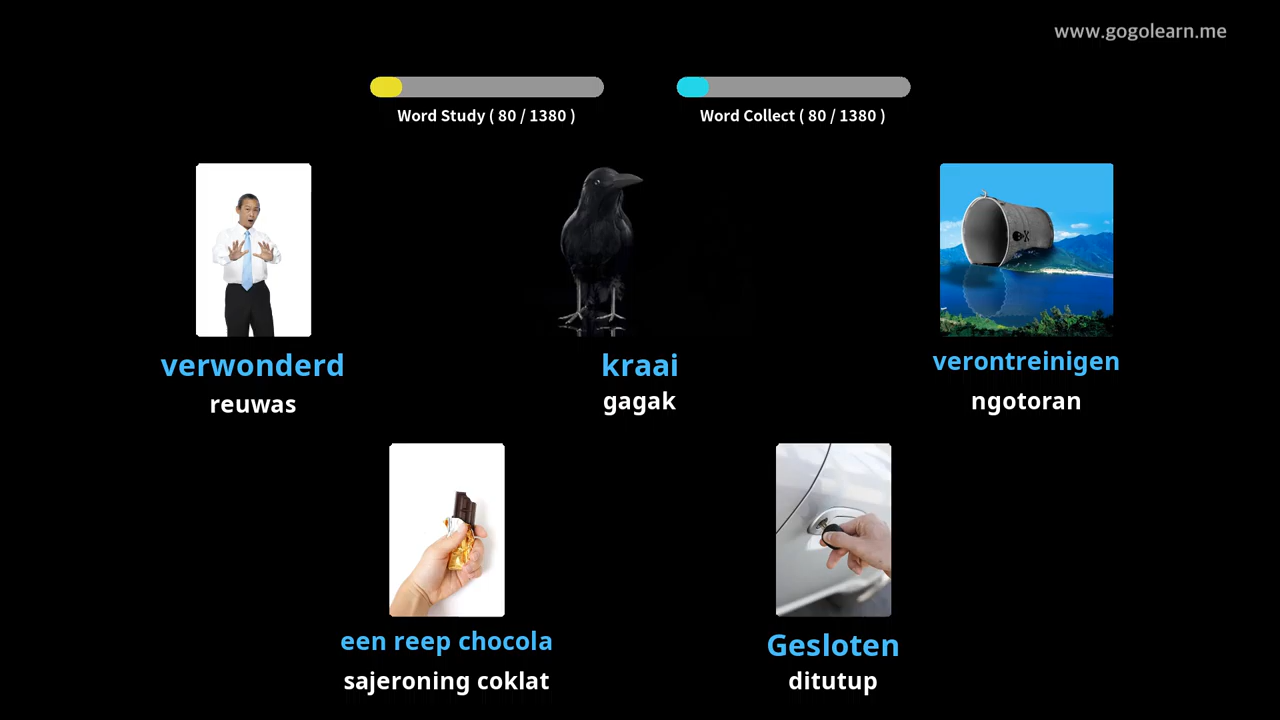 www.gogolearn.me
Word Study ( 80 / 1380 )
Word Collect ( 80 / 1380 )
verwonderd
reuwas
kraai
gagak
verontreinigen
ngotoran
een reep chocola
sajeroning coklat
Gesloten
ditutup